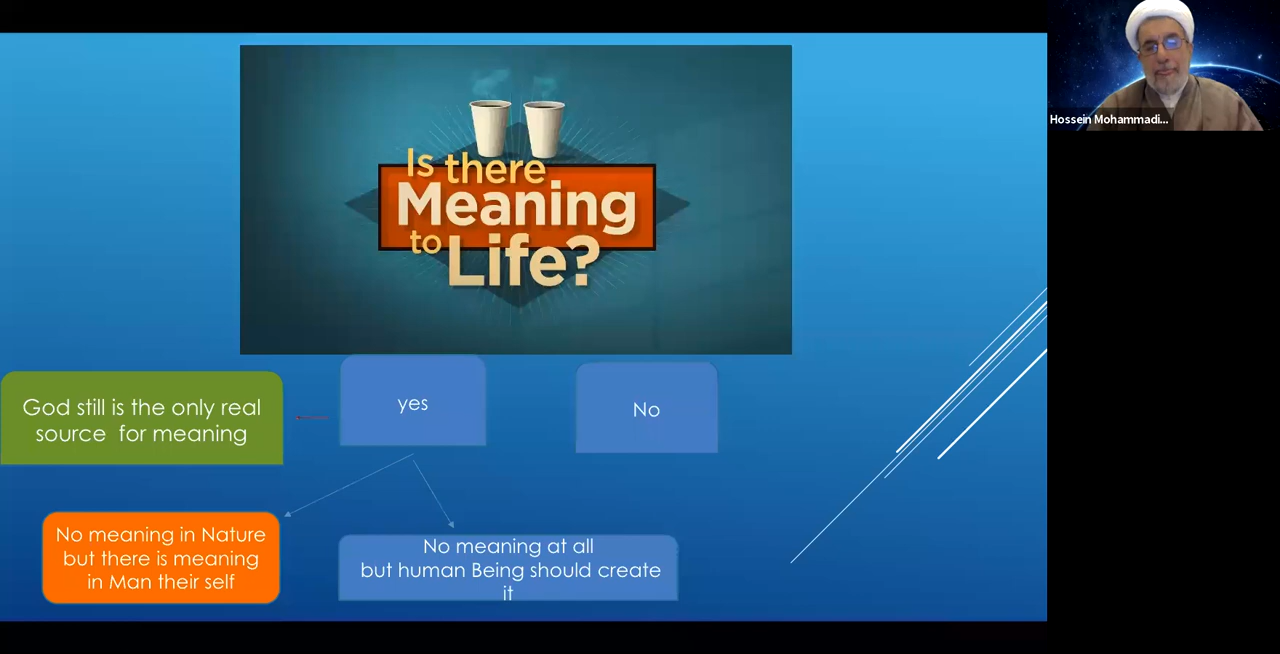 Hossein Mohammadi...
Is there
Meaning
to Life?
yes
No
God still is the only real
source for meaning
No meaning in Nature
but there is meaning
in Man their self
No meaning at all
but human Being should create
it